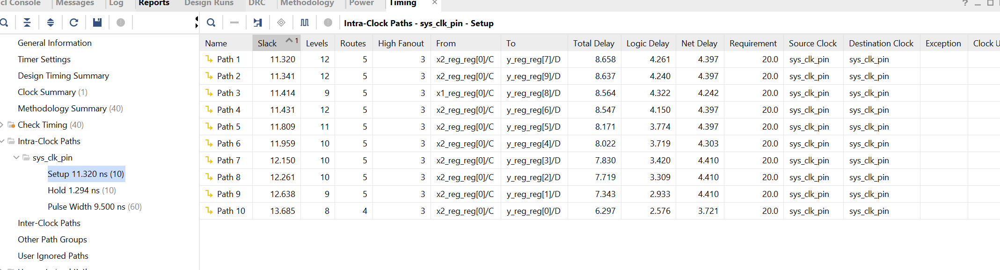 cl Console Messages Log Reports Design Runs DRC Methodology Power Timing ×
Intra-Clock Paths - sys_clk_pin - Setup
General Information
Timer Settings
Design Timing Summary
Clock Summary (1)
Methodology Summary (40)
Check Timing (40)
Intra-Clock Paths
sys_clk_pin
Setup 11.320 ns (10)
Hold 1.294 ns (10)
Pulse Width 9.500 ns (60)
Inter-Clock Paths
Other Path Groups
User Ignored Paths
Name Slack 1 Levels Routes High Fanout From To Total Delay Logic Delay Net Delay Requirement Source Clock Destination Clock Exception Clock U
Path 1 11.320 12 5 3 x2_reg_reg[0]/C y_reg_reg[7]/D 8.658 4.261 4.397 20.0 sys_clk_pin sys_clk_pin
Path 2 11.341 12 5 3 x2_reg_reg[0]/C y_reg_reg[9]/D 8.637 4.240 4.397 20.0 sys_clk_pin sys_clk_pin
Path 3 11.414 9 5 3 x1_reg_reg[0]/C y_reg_reg[8]/D 8.564 4.322 4.242 20.0 sys_clk_pin sys_clk_pin
Path 4 11.431 12 5 3 x2_reg_reg[0]/C y_reg_reg[6]/D 8.547 4.150 4.397 20.0 sys_clk_pin sys_clk_pin
Path 5 11.809 11 5 3 x2_reg_reg[0]/C y_reg_reg[5]/D 8.171 3.774 4.397 20.0 sys_clk_pin sys_clk_pin
Path 6 11.959 10 5 3 x2_reg_reg[0]/C y_reg_reg[4]/D 8.022 3.719 4.303 20.0 sys_clk_pin sys_clk_pin
Path 7 12.150 10 5 3 x2_reg_reg[0]/C y_reg_reg[3]/D 7.830 3.420 4.410 20.0 sys_clk_pin sys_clk_pin
Path 8 12.261 10 5 3 x2_reg_reg[0]/C y_reg_reg[2]/D 7.719 3.309 4.410 20.0 sys_clk_pin sys_clk_pin
Path 9 12.638 9 5 3 x2_reg_reg[0]/C y_reg_reg[1]/D 7.343 2.933 4.410 20.0 sys_clk_pin sys_clk_pin
Path 10 13.685 8 4 3 x2_reg_reg[0]/C y_reg_reg[0]/D 6.297 2.576 3.721 20.0 sys_clk_pin sys_clk_pin